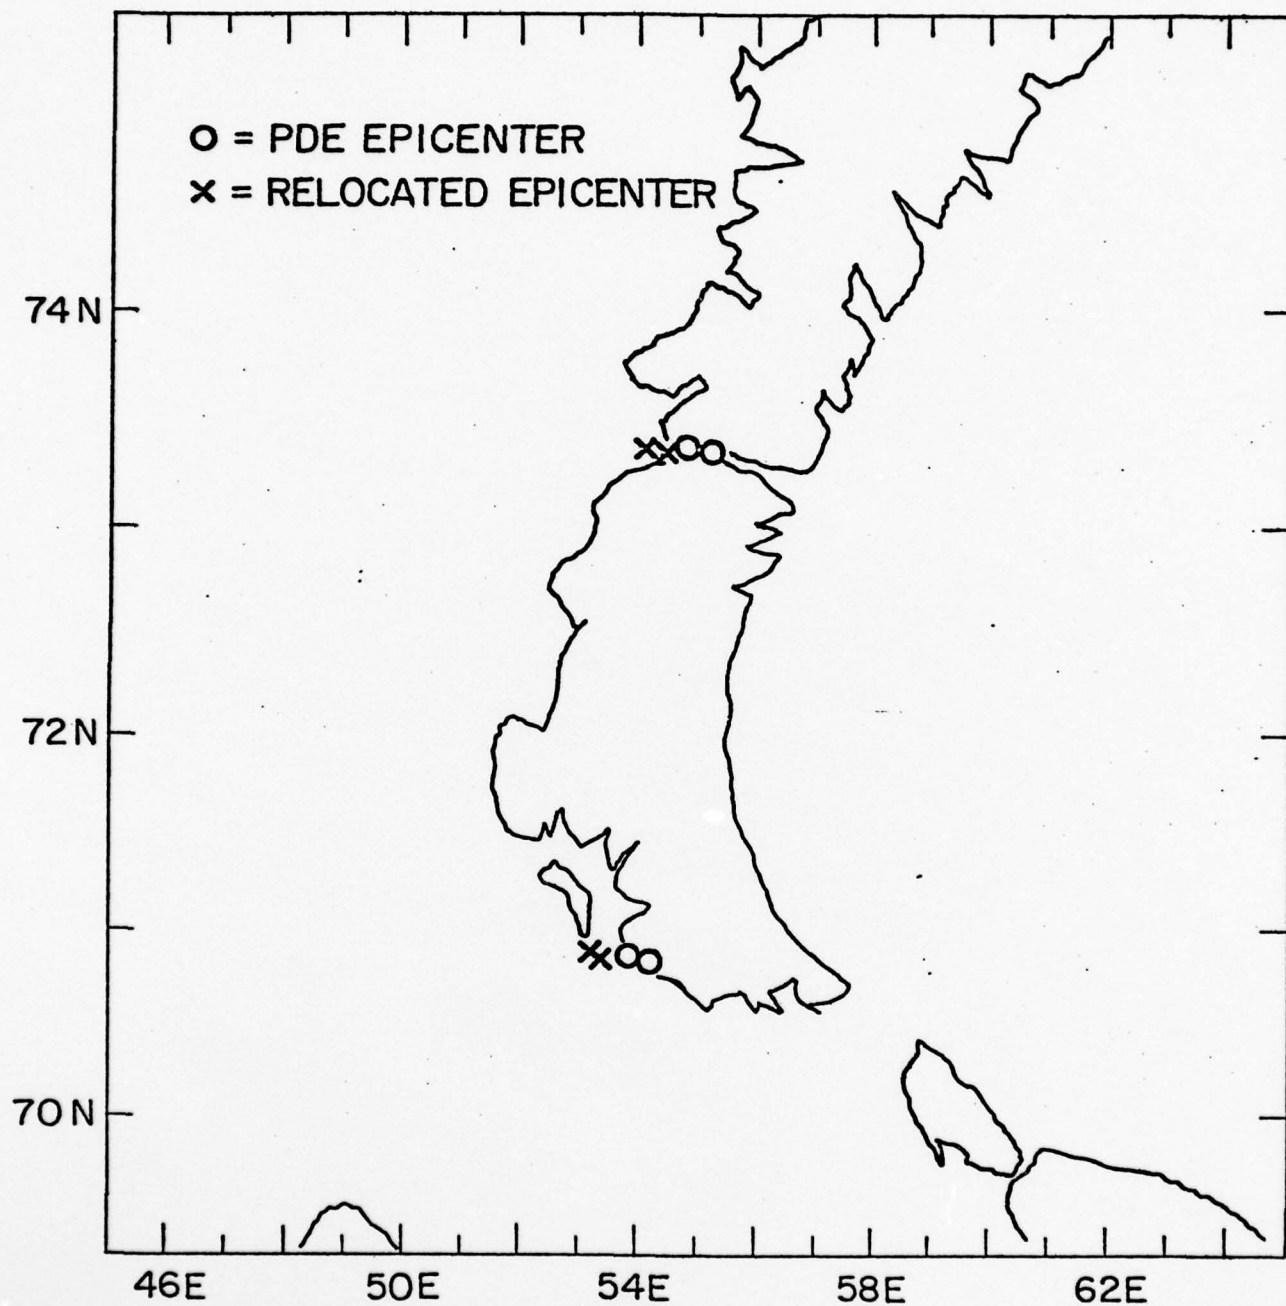 O = PDE EPICENTER
X = RELOCATED EPICENTER
74N
72N
70N
46E 50E 54E 58E 62E